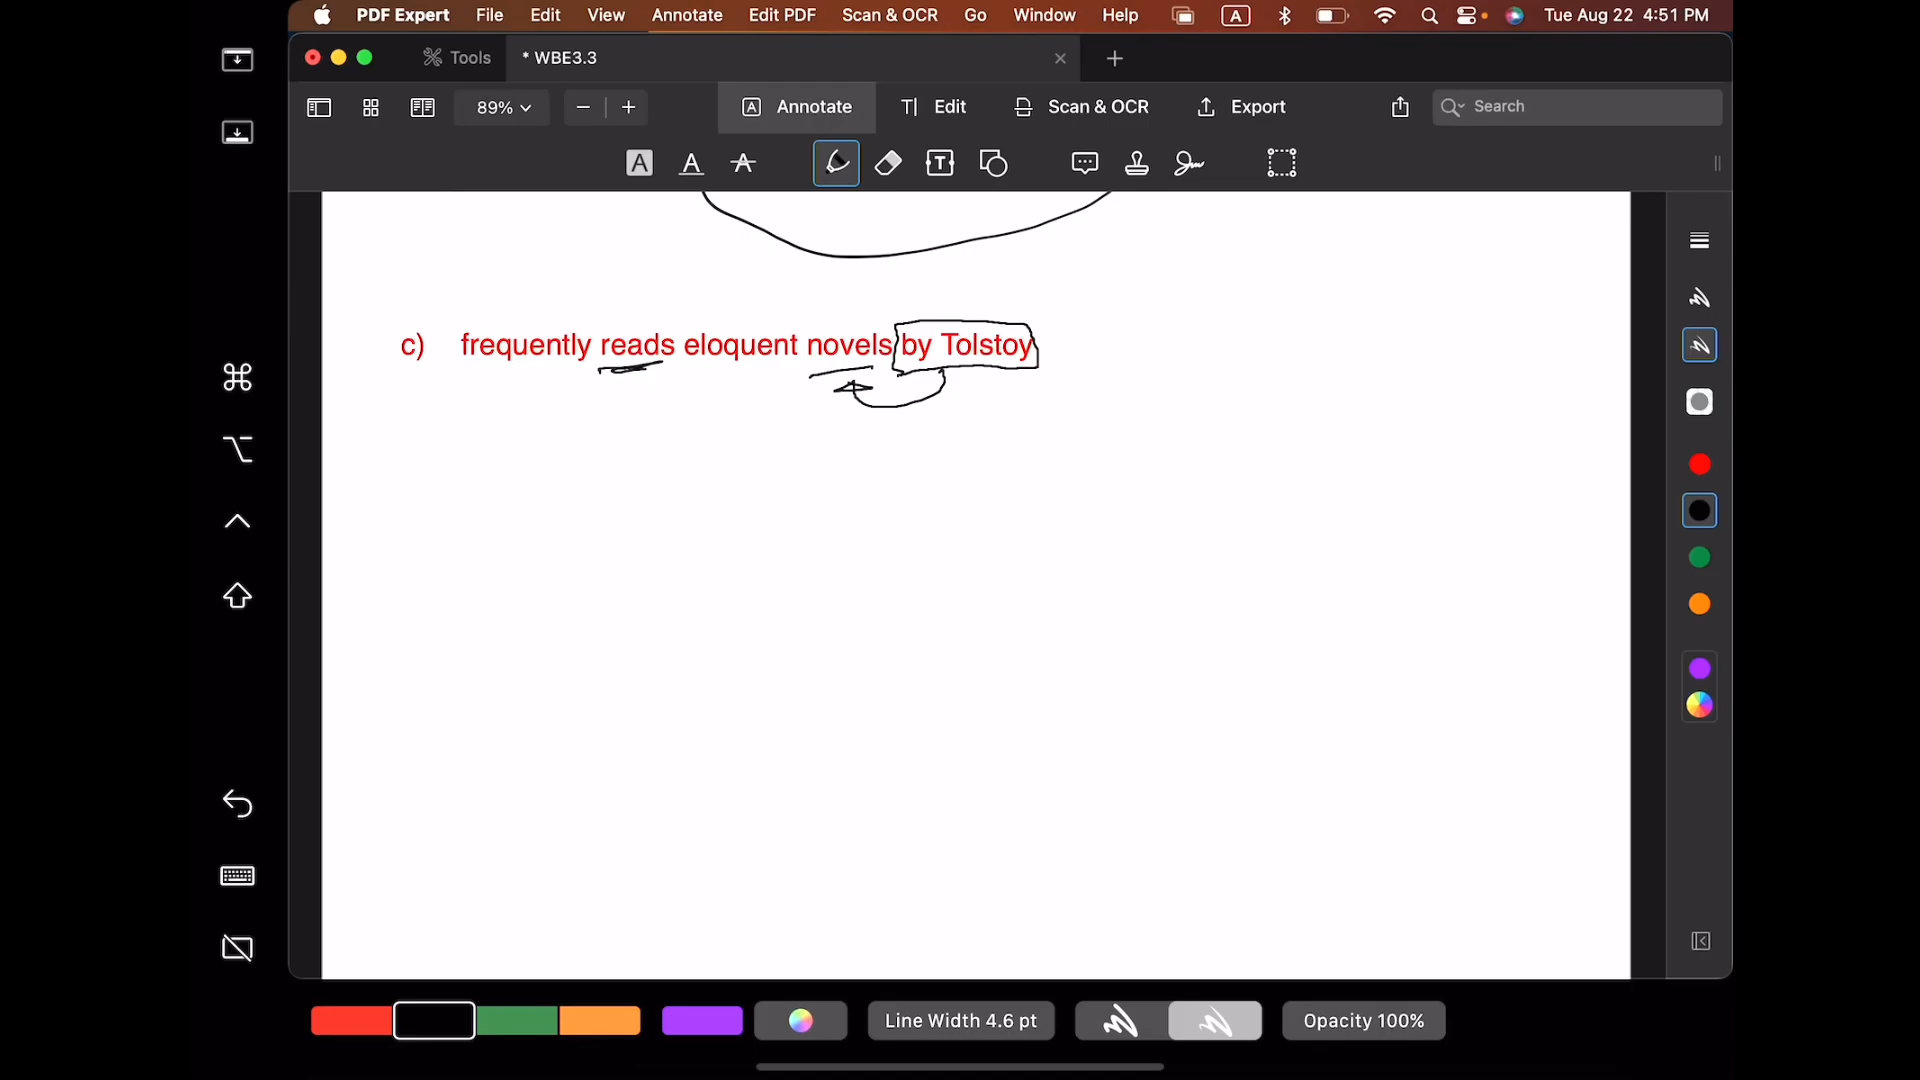 PDF Expert File Edit View Annotate Edit PDF Scan & OCR Go Window Help A Tue Aug 22 4:51 PM
Tools * WBE3.3
89% Annotate Edit Scan & OCR Export Search
A A A T
c) frequently reads eloquent novels by Tolstoy
Line Width 4.6 pt Opacity 100%